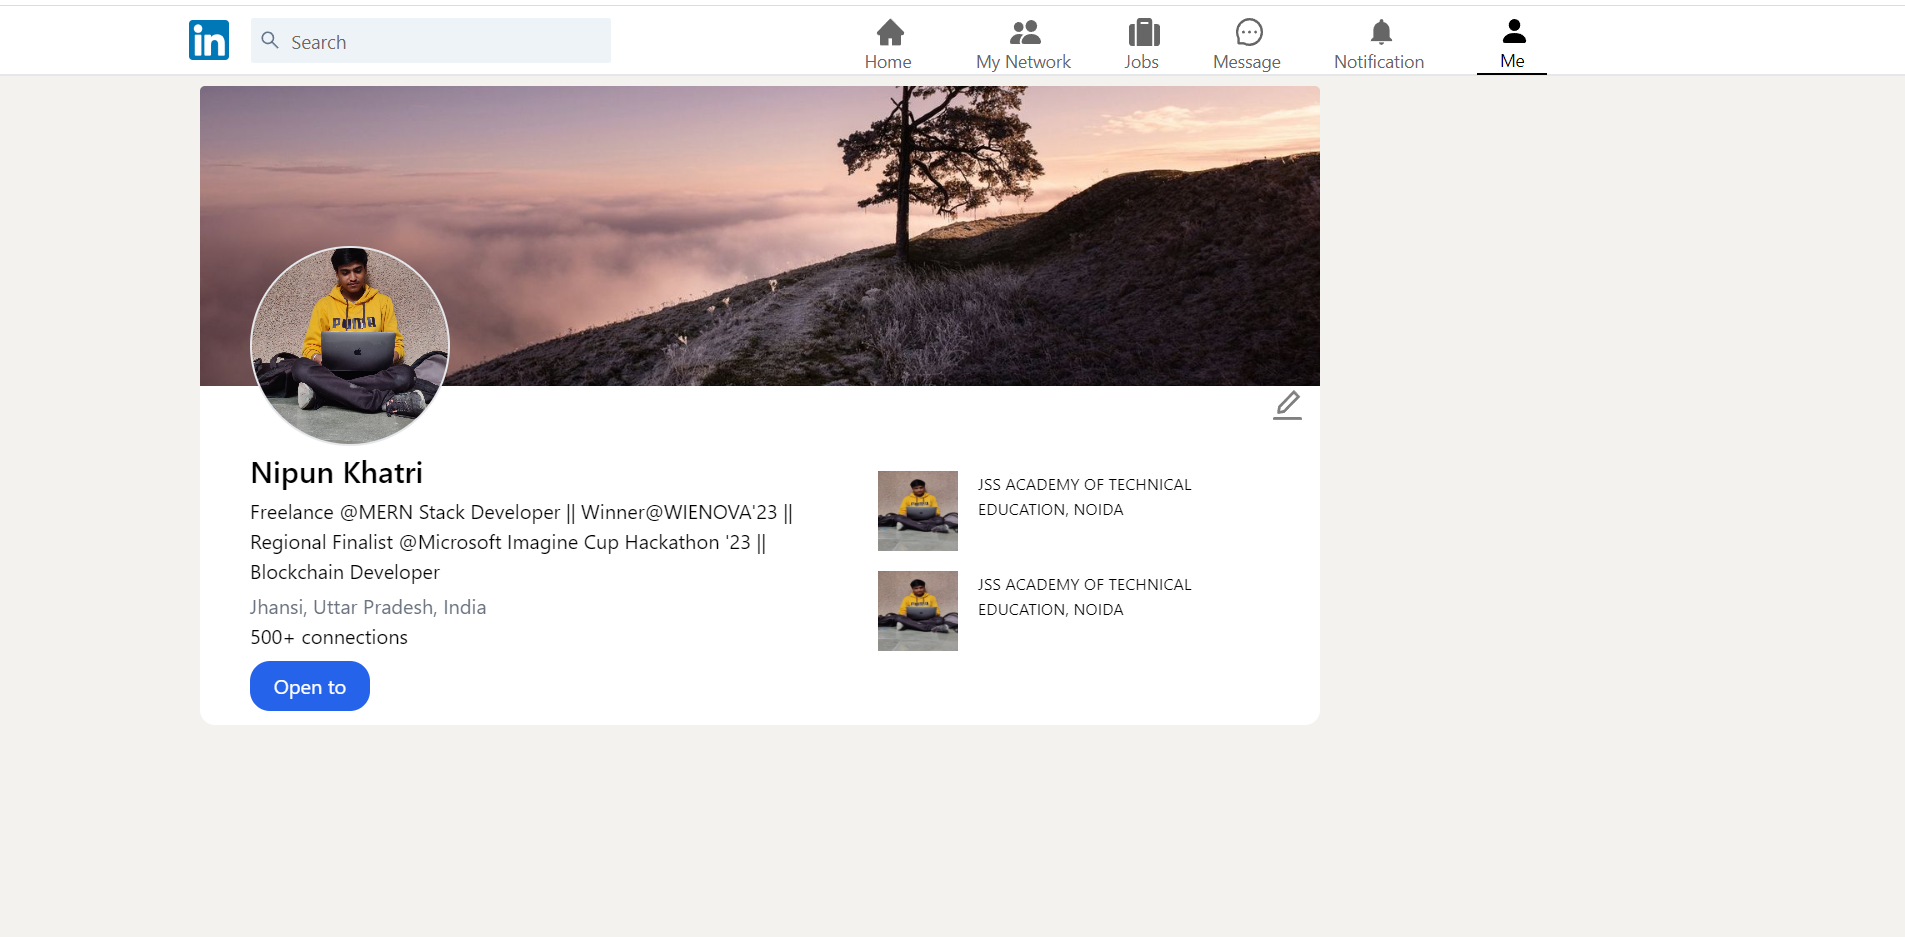 in
Search
Home
My Network
Jobs
Message
Notification
Me
PUMA
Nipun Khatri
Freelance @MERN Stack Developer || Winner@WIENOVA'23 ||
Regional Finalist @Microsoft Imagine Cup Hackathon '23 ||
Blockchain Developer
Jhansi, Uttar Pradesh, India
500+ connections
Open to
JSS ACADEMY OF TECHNICAL
EDUCATION, NOIDA
JSS ACADEMY OF TECHNICAL
EDUCATION, NOIDA